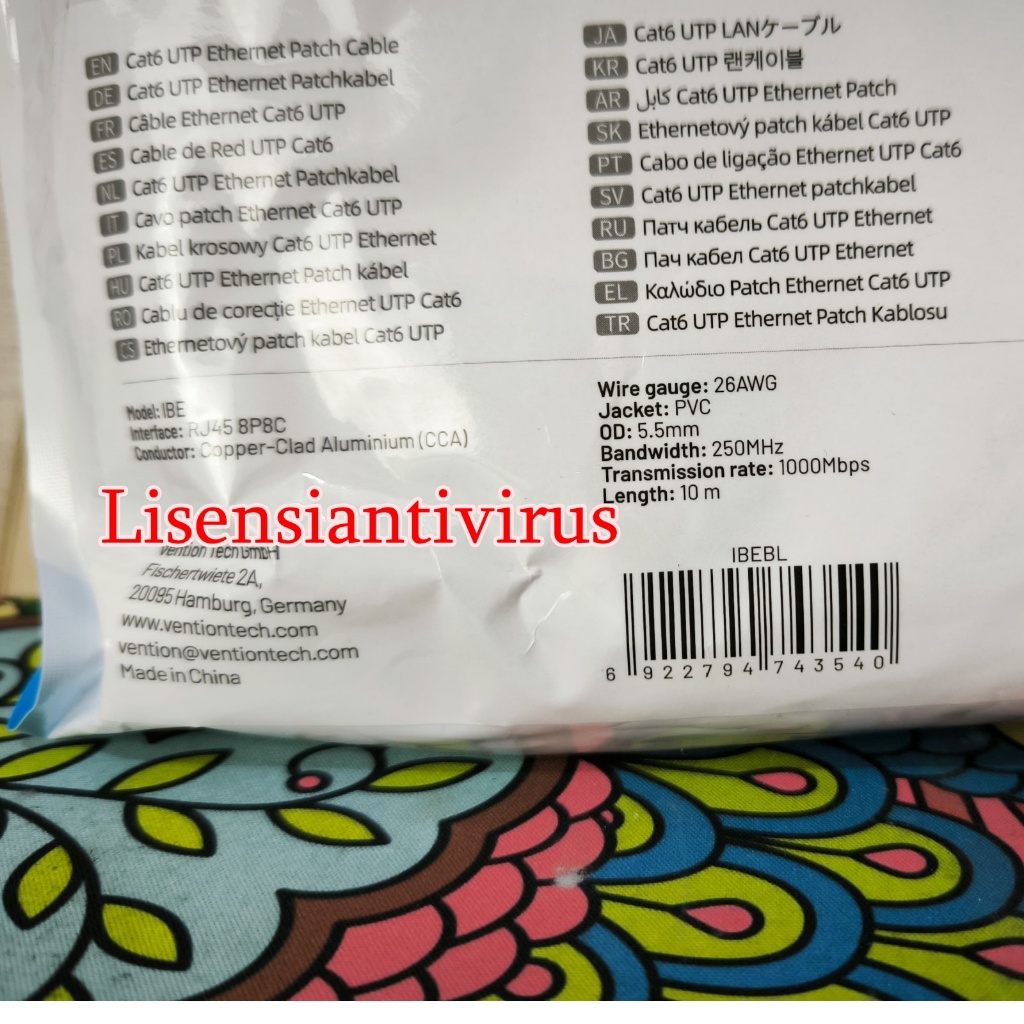 EN Cat6 UTP Ethernet Patch Cable
DE Cat6 UTP Ethernet Patchkabel
FR Câble Ethernet Cat6 UTP
ES Cable de Red UTP Cat6
NL Cat6 UTP Ethernet Patchkabel
IT Cavo patch Ethernet Cat6 UTP
PL Kabel krosowy Cat6 UTP Ethernet
HU Cat6 UTP Ethernet Patch kábel
RO Cablu de corecție Ethernet UTP Cat6
CS Ethernetový patch kabel Cat6 UTP
JA Cat6 UTP LANケーブル
KR Cat6 UTP 랜케이블
AR كابل Cat6 UTP Ethernet Patch
SK Ethernetový patch kábel Cat6 UTP
PT Cabo de ligação Ethernet UTP Cat6
SV Cat6 UTP Ethernet patchkabel
RU Патч кабель Cat6 UTP Ethernet
BG Пач кабел Cat6 UTP Ethernet
EL Καλώδιο Patch Ethernet Cat6 UTP
TR Cat6 UTP Ethernet Patch Kablosu
Model: IBE
Interface: RJ45 8P8C
Conductor: Copper-Clad Aluminium (CCA)
Wire gauge: 26AWG
Jacket: PVC
OD: 5.5mm
Bandwidth: 250MHz
Transmission rate: 1000Mbps
Length: 10 m
Lisensiantivirus
Vention Tech GmbH
Fischertwiete 2A,
20095 Hamburg, Germany
www.ventiontech.com
vention@ventiontech.com
Made in China
IBEBL
6 922794 743540